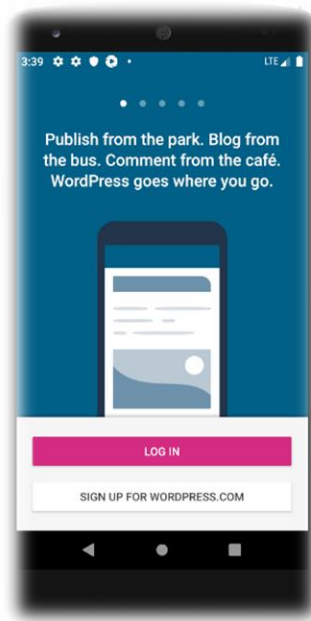 3:39
LTE
Publish from the park. Blog from
the bus. Comment from the café.
WordPress goes where you go.
LOG IN
SIGN UP FOR WORDPRESS.COM